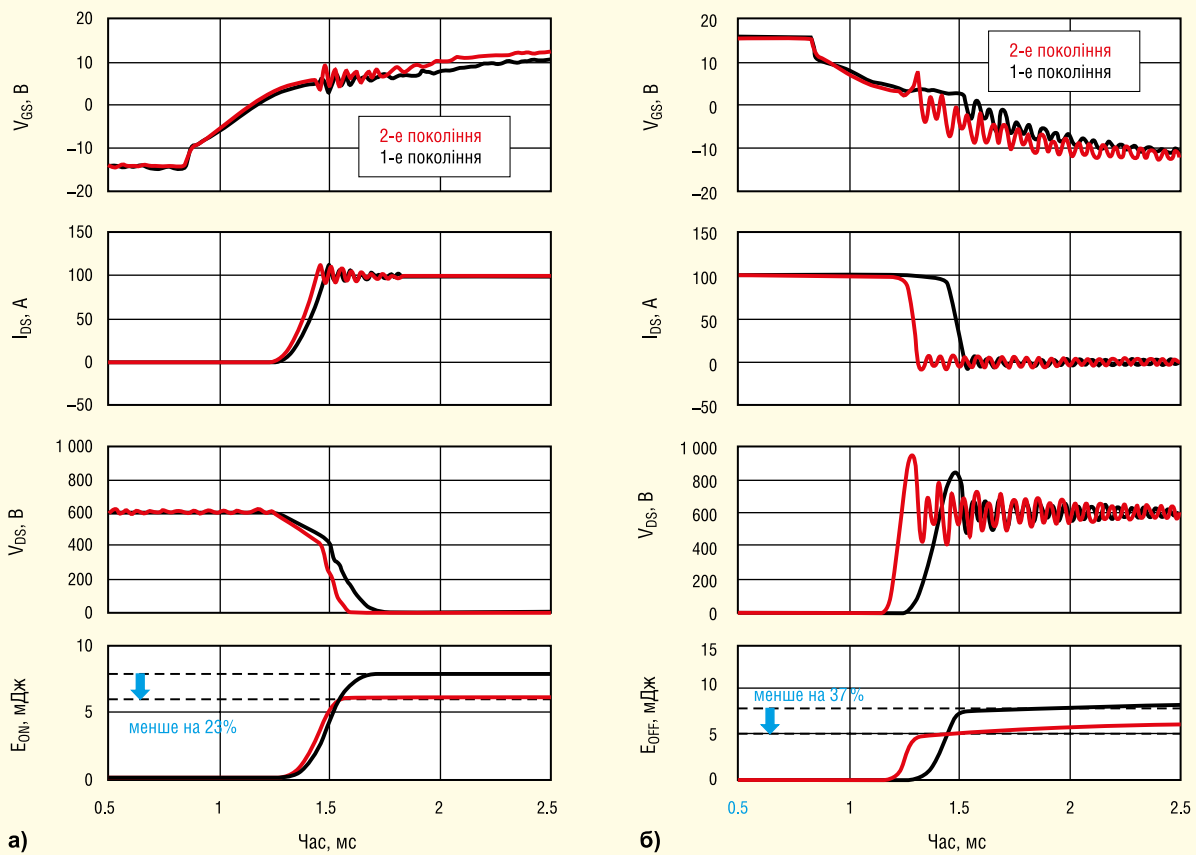 20
10
0
–10
–20
V_GS, В
2-е покоління
1-е покоління
150
100
50
0
–50
I_DS, А
1 000
800
600
400
200
0
V_DS, В
10
5
0
E_ON, мДж
менше на 23%
0.5
1
1.5
2
2.5
Час, мс
а)
20
10
0
–10
–20
V_GS, В
2-е покоління
1-е покоління
150
100
50
0
–50
I_DS, А
1 000
800
600
400
200
0
V_DS, В
15
10
5
0
E_OFF, мДж
менше на 37%
0.5
1
1.5
2
2.5
Час, мс
б)